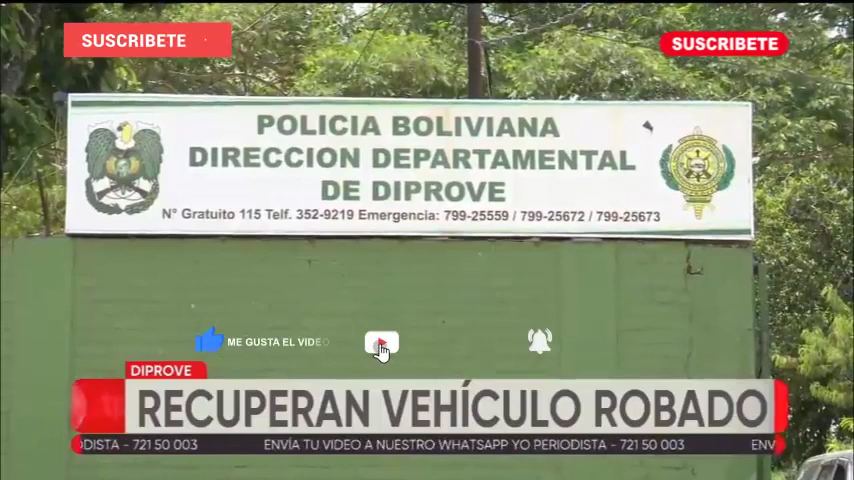 SUSCRIBETE
SUSCRIBETE
POLICIA BOLIVIANA
DIRECCION DEPARTAMENTAL
DE DIPROVE
N° Gratuito 115 Telf. 352-9219 Emergencia: 799-25559 / 799-25672 / 799-25673
ME GUSTA EL VIDEO
DIPROVE
RECUPERAN VEHÍCULO ROBADO
ODISTA - 721 50 003 ENVÍA TU VIDEO A NUESTRO WHATSAPP YO PERIODISTA - 721 50 003 ENV